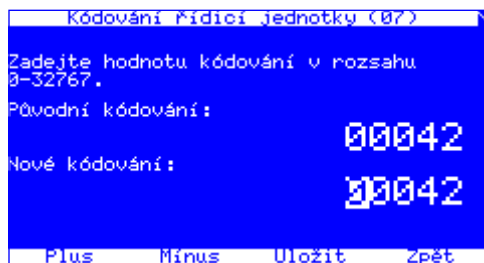 Kódování řídicí jednotky (07)
Zadejte hodnotu kódování v rozsahu
0-32767.
Původní kódování:
00042
Nové kódování:
00042
Plus Mínus Uložit Zpět